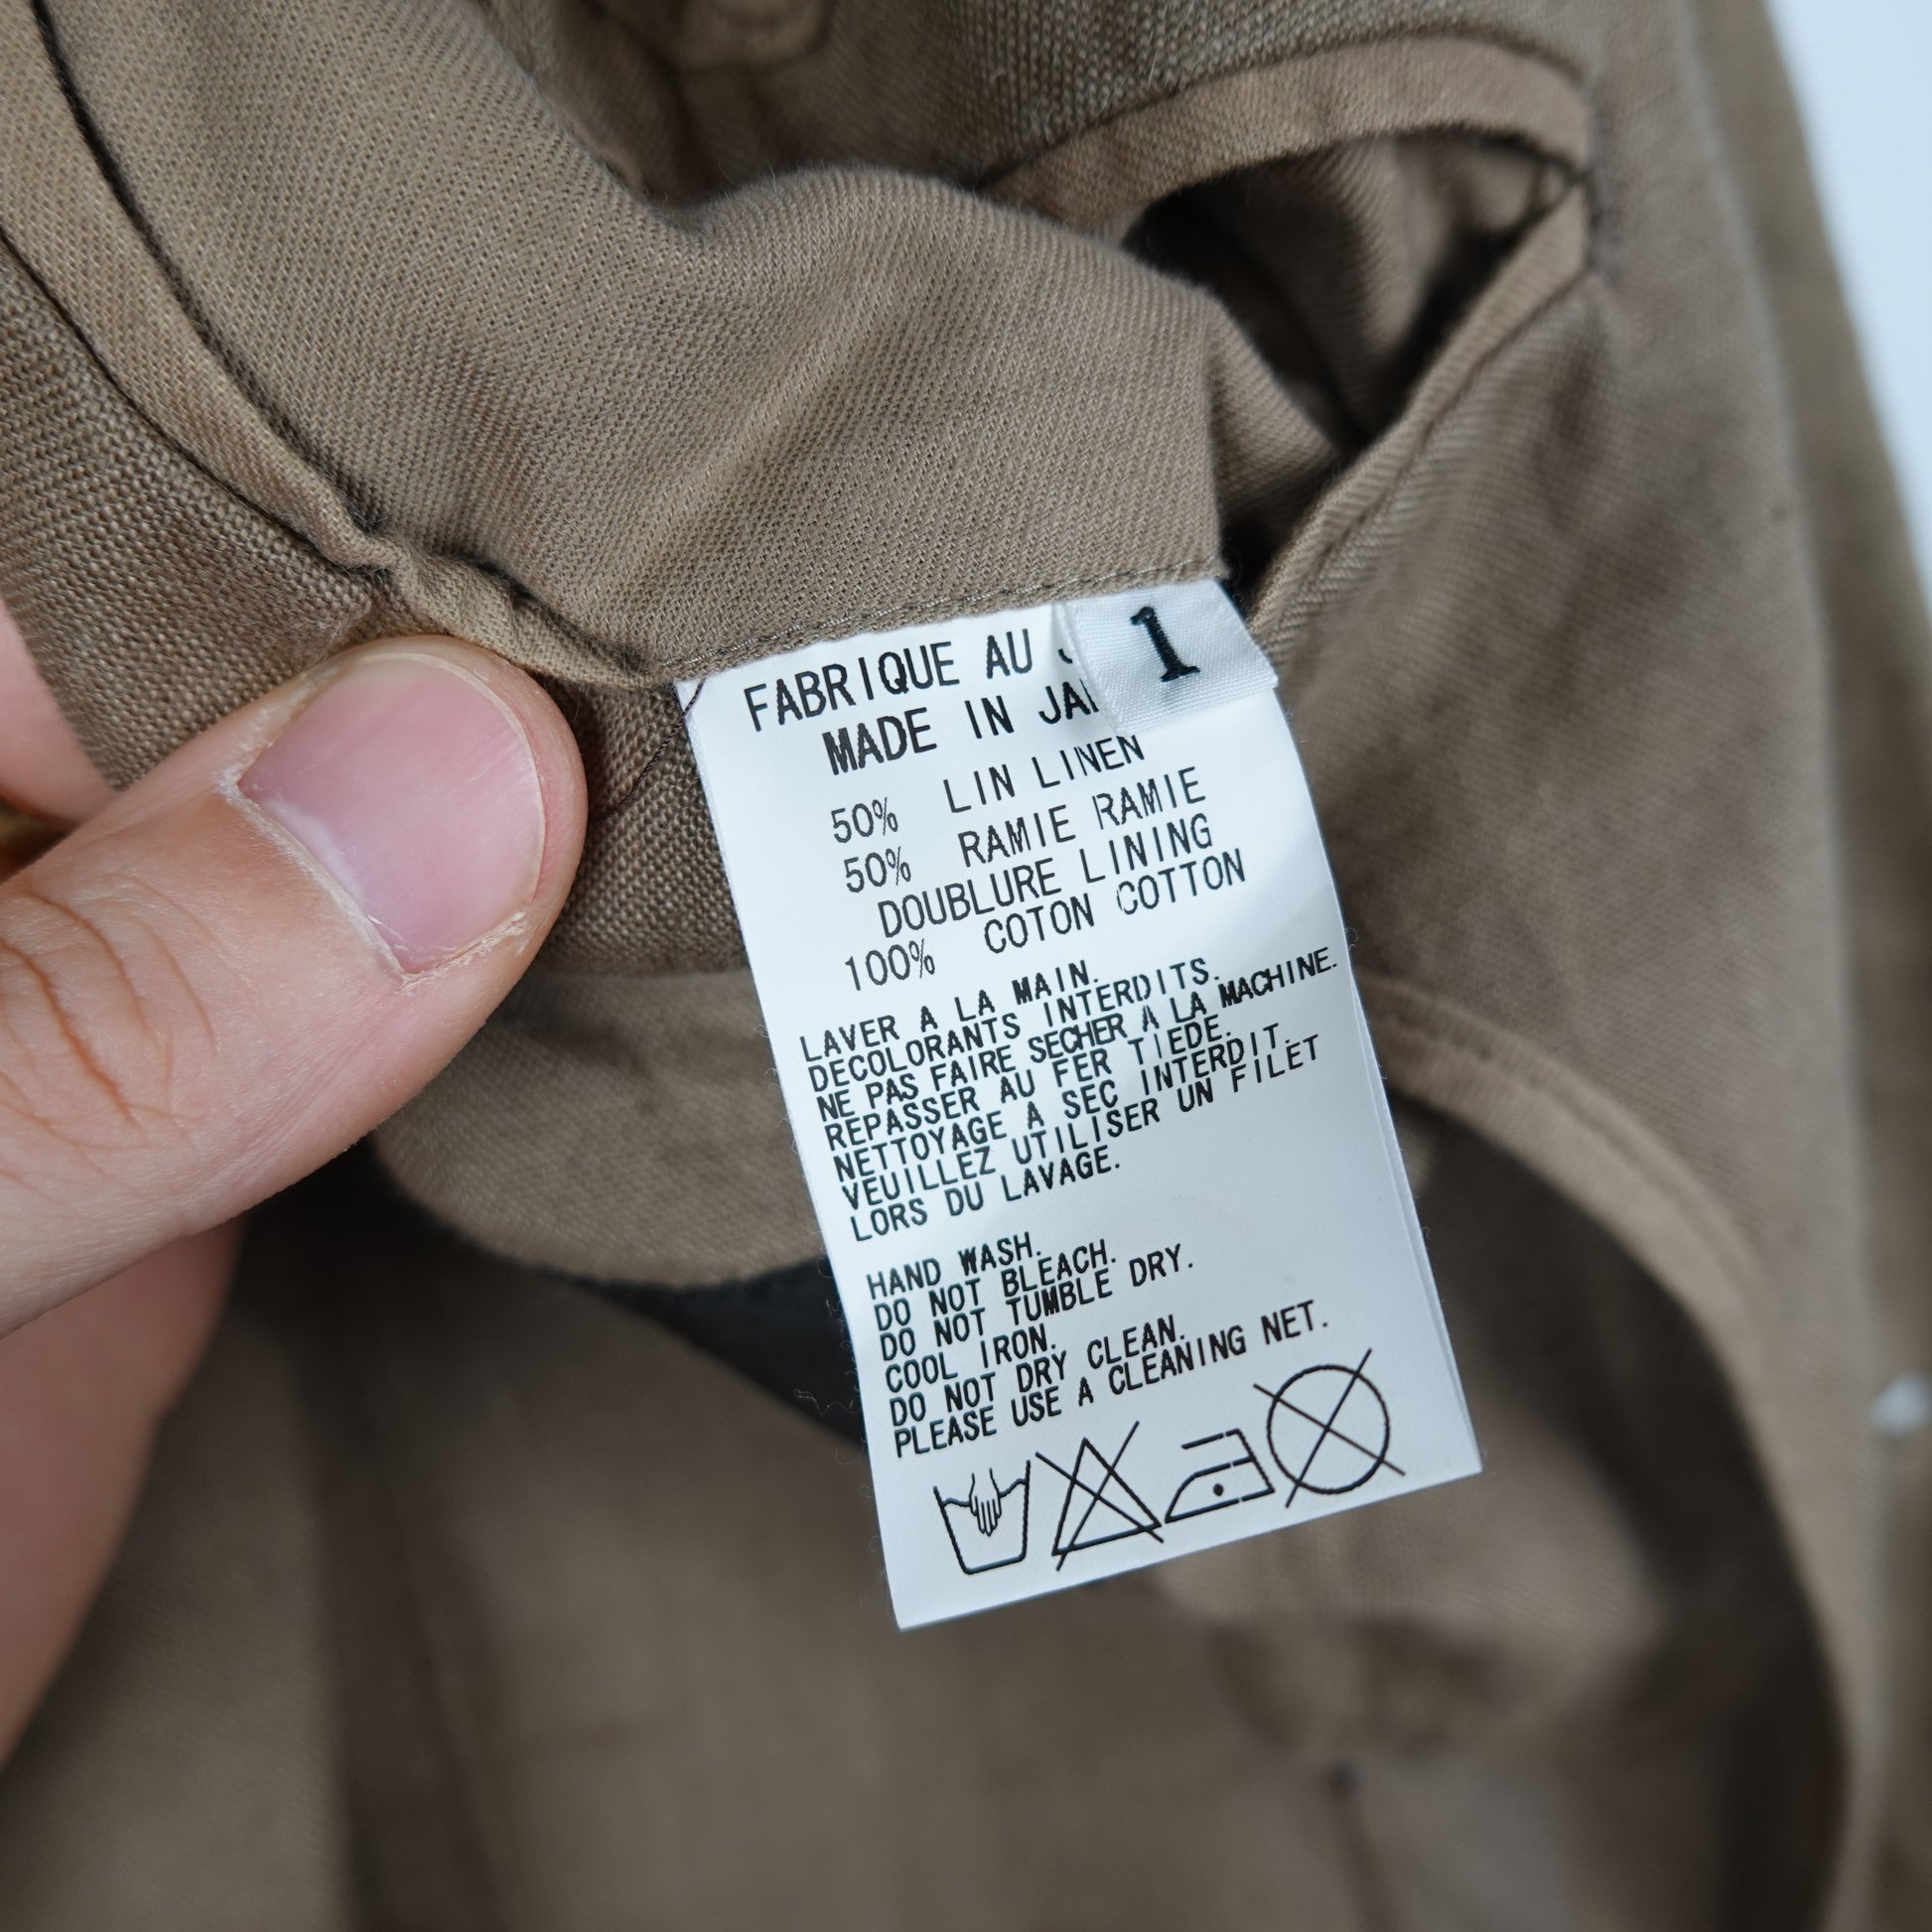 1
FABRIQUE AU
MADE IN
50% LIN LINEN
50% RAMIE RAMIE
DOUBLURE LINING
100% COTON COTTON
LAVER A LA MAIN.
DECOLORANTS INTERDITS.
NE PAS FAIRE SECHER A LA MACHINE.
REPASSER AU FER TIEDE.
NETTOYAGE A SEC INTERDIT.
VEUILLEZ UTILISER UN FILET
LORS DU LAVAGE.
HAND WASH.
DO NOT BLEACH.
DO NOT TUMBLE DRY.
COOL IRON.
DO NOT DRY CLEAN.
PLEASE USE A CLEANING NET.